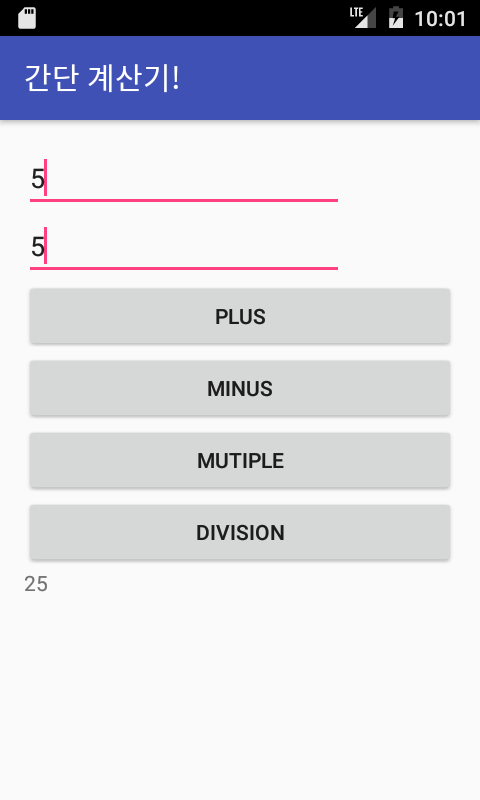 LTE 10:01
간단 계산기!
5
5
PLUS
MINUS
MUTIPLE
DIVISION
25